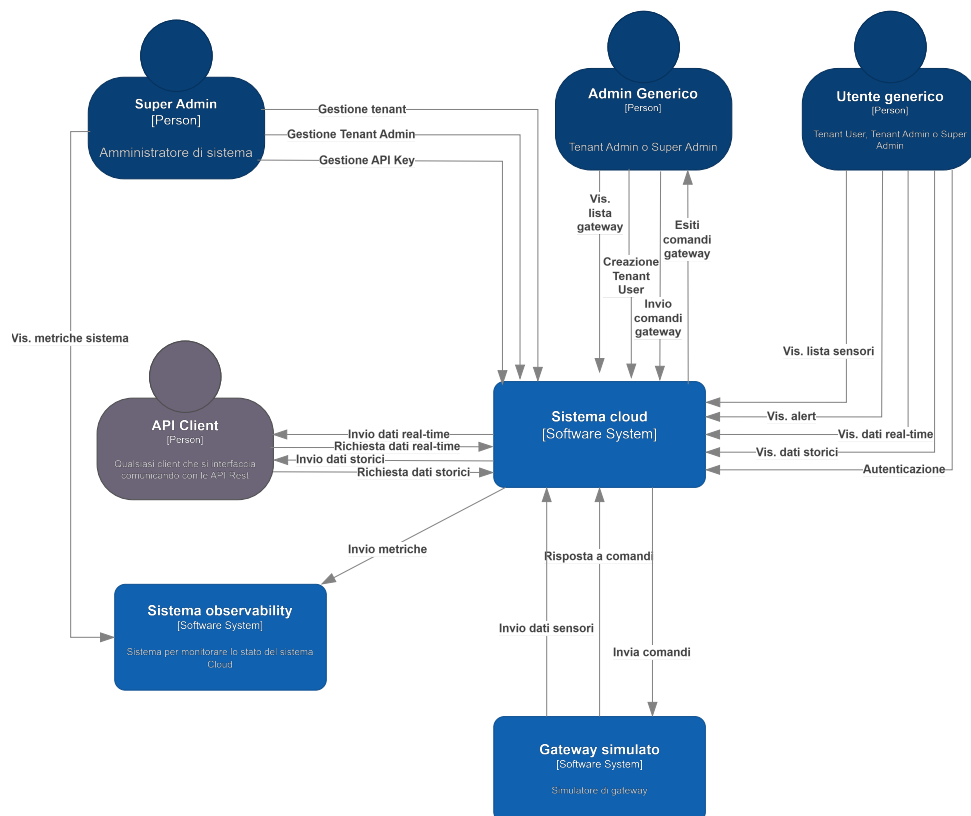 Super Admin
[Person]
Amministratore di sistema
Gestione tenant
Gestione Tenant Admin
Gestione API Key
Admin Generico
[Person]
Tenant Admin o Super Admin
Utente generico
[Person]
Tenant User, Tenant Admin o Super
Admin
Vis.
lista
gateway
Creazione
Tenant
User
Invio
comandi
gateway
Esiti
comandi
gateway
Vis. metriche sistema
Vis. lista sensori
Vis. alert
Vis. dati real-time
Vis. dati storici
Autenticazione
API Client
[Person]
Qualsiasi client che si interfaccia
comunicando con le API Rest
Invio dati real-time
Richiesta dati real-time
Invio dati storici
Richiesta dati storici
Sistema cloud
[Software System]
Invio metriche
Risposta a comandi
Invio dati sensori
Invia comandi
Sistema observability
[Software System]
Sistema per monitorare lo stato del sistema
Cloud
Gateway simulato
[Software System]
Simulatore di gateway